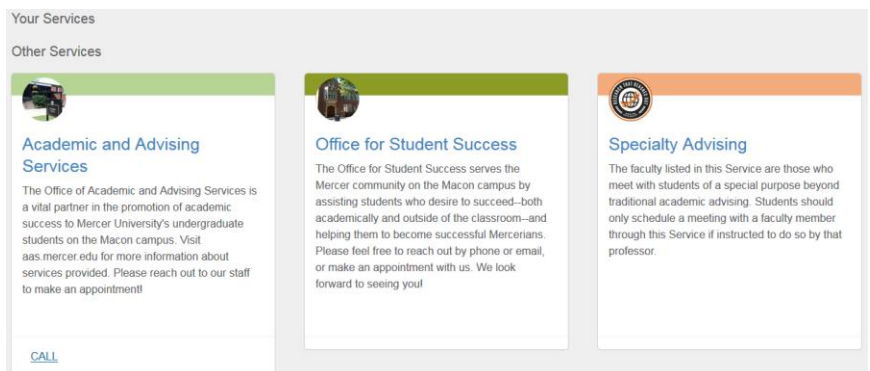 Your Services
Other Services
Academic and Advising
Services
The Office of Academic and Advising Services is
a vital partner in the promotion of academic
success to Mercer University's undergraduate
students on the Macon campus. Visit
aas.mercer.edu for more information about
services provided. Please reach out to our staff
to make an appointment!
CALL
Office for Student Success
The Office for Student Success serves the
Mercer community on the Macon campus by
assisting students who desire to succeed--both
academically and outside of the classroom--and
helping them to become successful Mercerians.
Please feel free to reach out by phone or email,
or make an appointment with us. We look
forward to seeing you!
Specialty Advising
The faculty listed in this Service are those who
meet with students of a special purpose beyond
traditional academic advising. Students should
only schedule a meeting with a faculty member
through this Service if instructed to do so by that
professor.